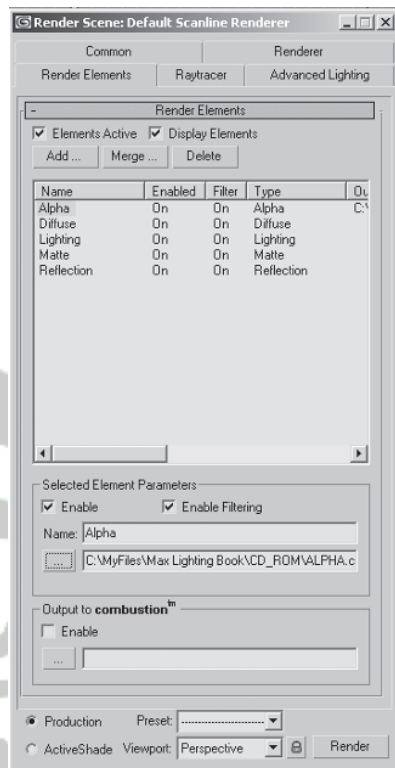 Render Scene: Default Scanline Renderer
Common Renderer
Render Elements Raytracer Advanced Lighting
- Render Elements
Elements Active Display Elements
Add ... Merge ... Delete
Name Enabled Filter Type Ou
Alpha On On Alpha C:\
Diffuse On On Diffuse
Lighting On On Lighting
Matte On On Matte
Reflection On On Reflection
Selected Element Parameters
Enable Enable Filtering
Name: Alpha
... C:\MyFiles\Max Lighting Book\CD_ROM\ALPHA.c
Output to combustion™
Enable
...
Production Preset: -------------------------
ActiveShade Viewport: Perspective Render